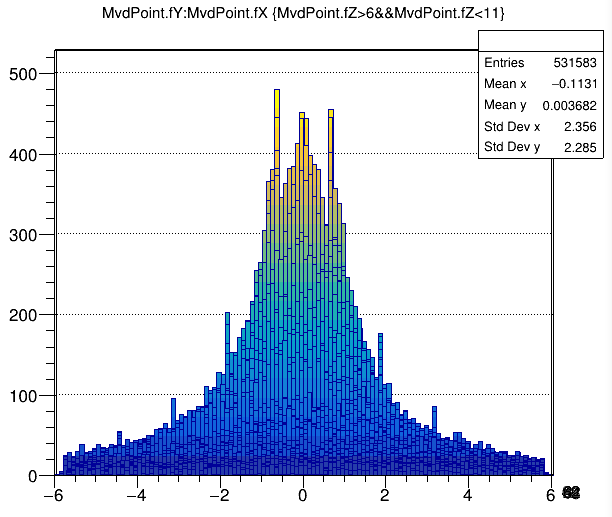 MvdPoint.fY:MvdPoint.fX {MvdPoint.fZ>6&&MvdPoint.fZ<11}
Entries 531583
Mean x −0.1131
Mean y 0.003682
Std Dev x 2.356
Std Dev y 2.285
500
400
300
200
100
0
−6 −4 −2 0 2 4 6